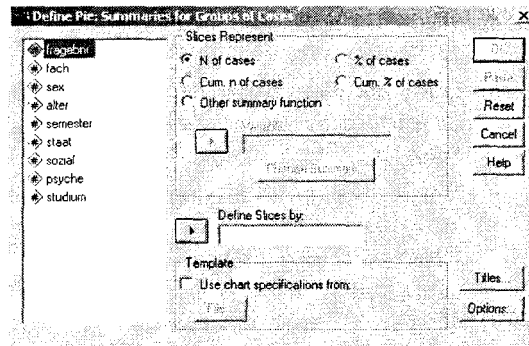 Define Pie: Summaries for Groups of Cases
fragebnr
fach
sex
alter
semester
staat
sozial
psyche
studium
Slices Represent
N of cases
% of cases
Cum. n of cases
Cum. % of cases
Other summary function
Change Summary...
Define Slices by:
Template
Use chart specifications from:
File...
OK
Paste
Reset
Cancel
Help
Titles...
Options...